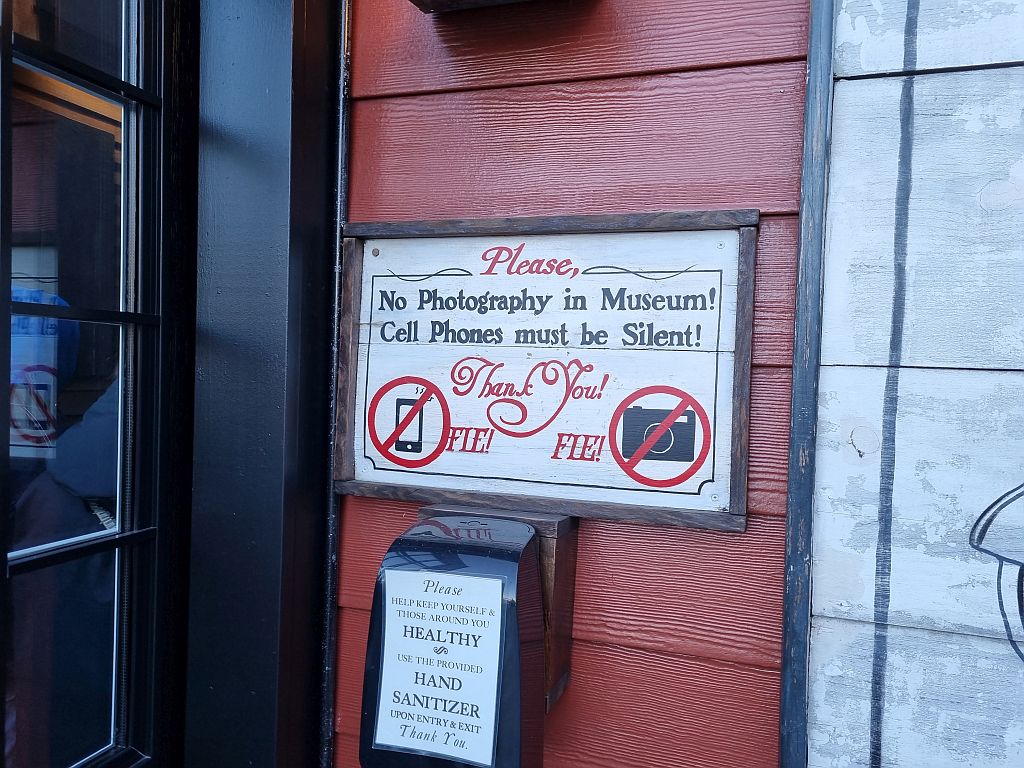 Please,
No Photography in Museum!
Cell Phones must be Silent!
Thank You!
FIE! FIE!
Please
HELP KEEP YOURSELF &
THOSE AROUND YOU
HEALTHY
USE THE PROVIDED
HAND
SANITIZER
UPON ENTRY & EXIT
Thank You.